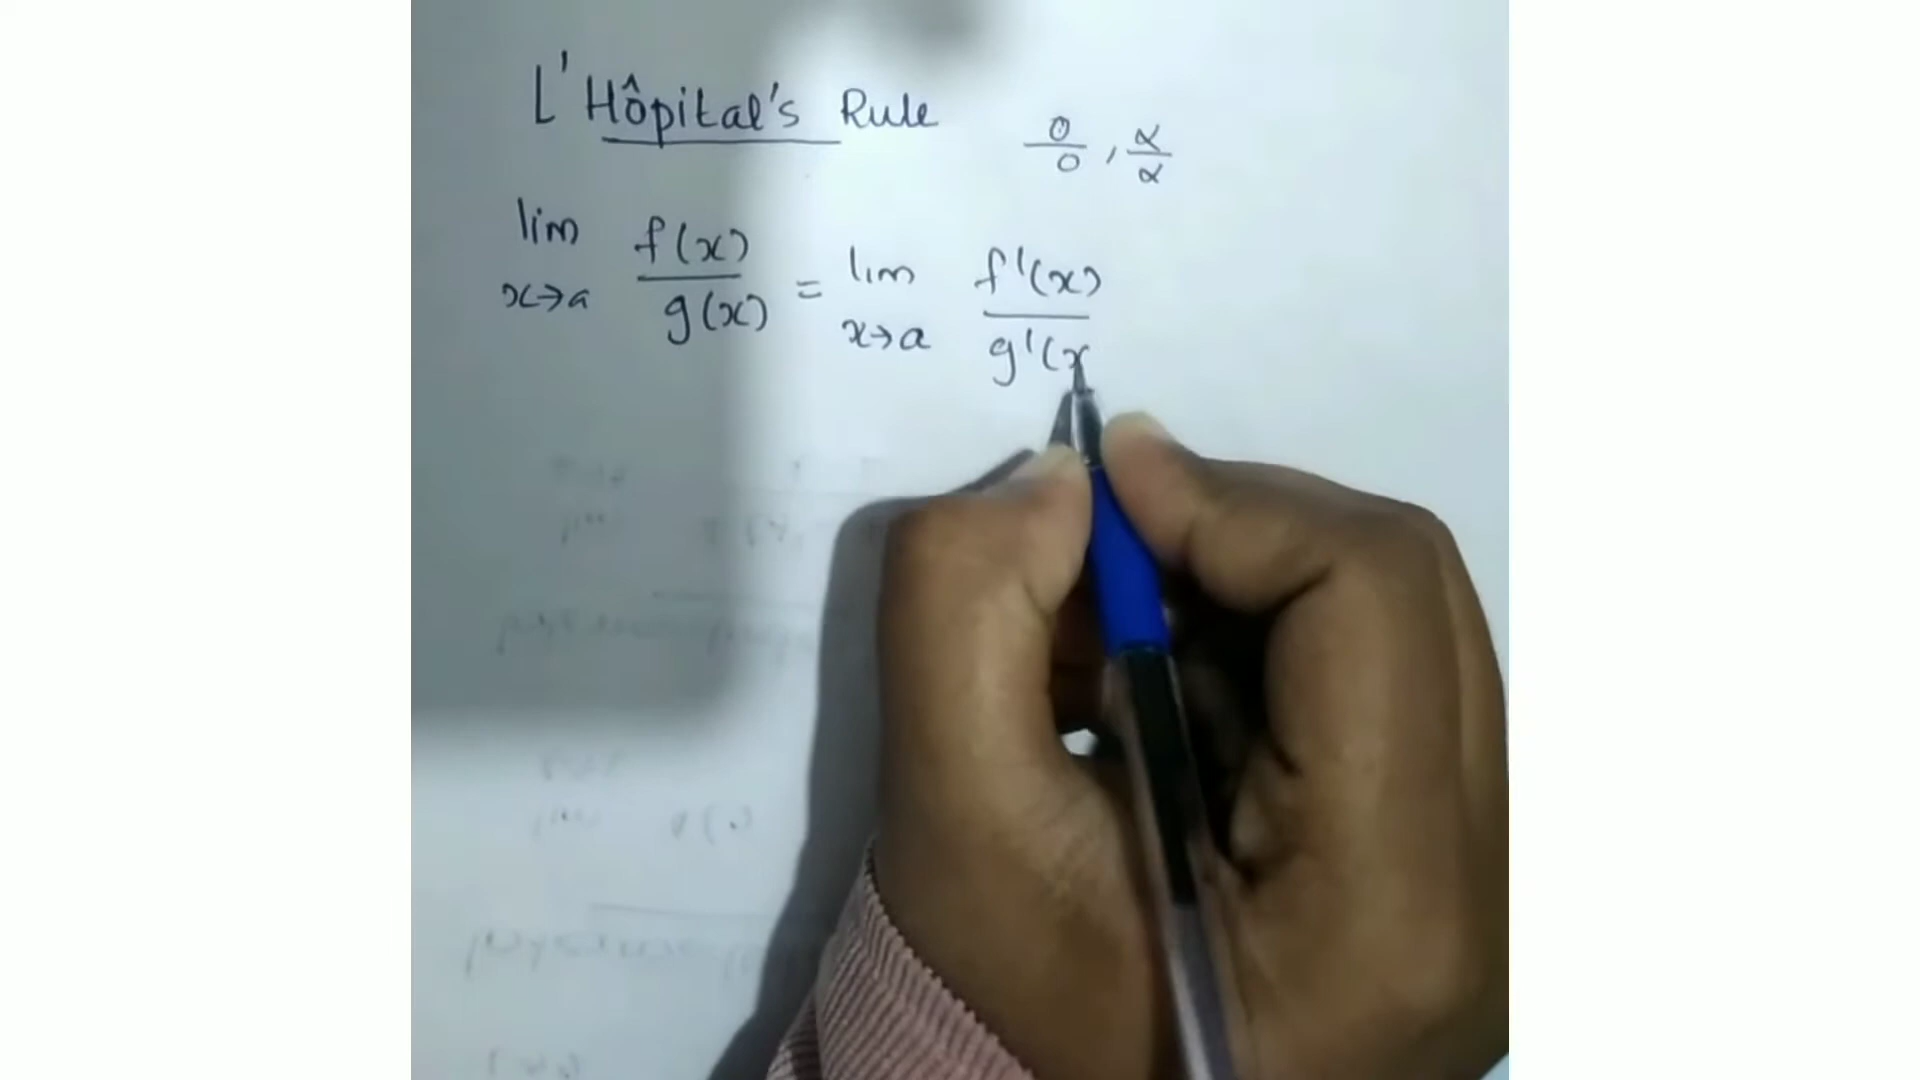 L'Hôpital's Rule
0/0 , α/α
lim x→a f(x)/g(x) = lim x→a f'(x)/g'(x